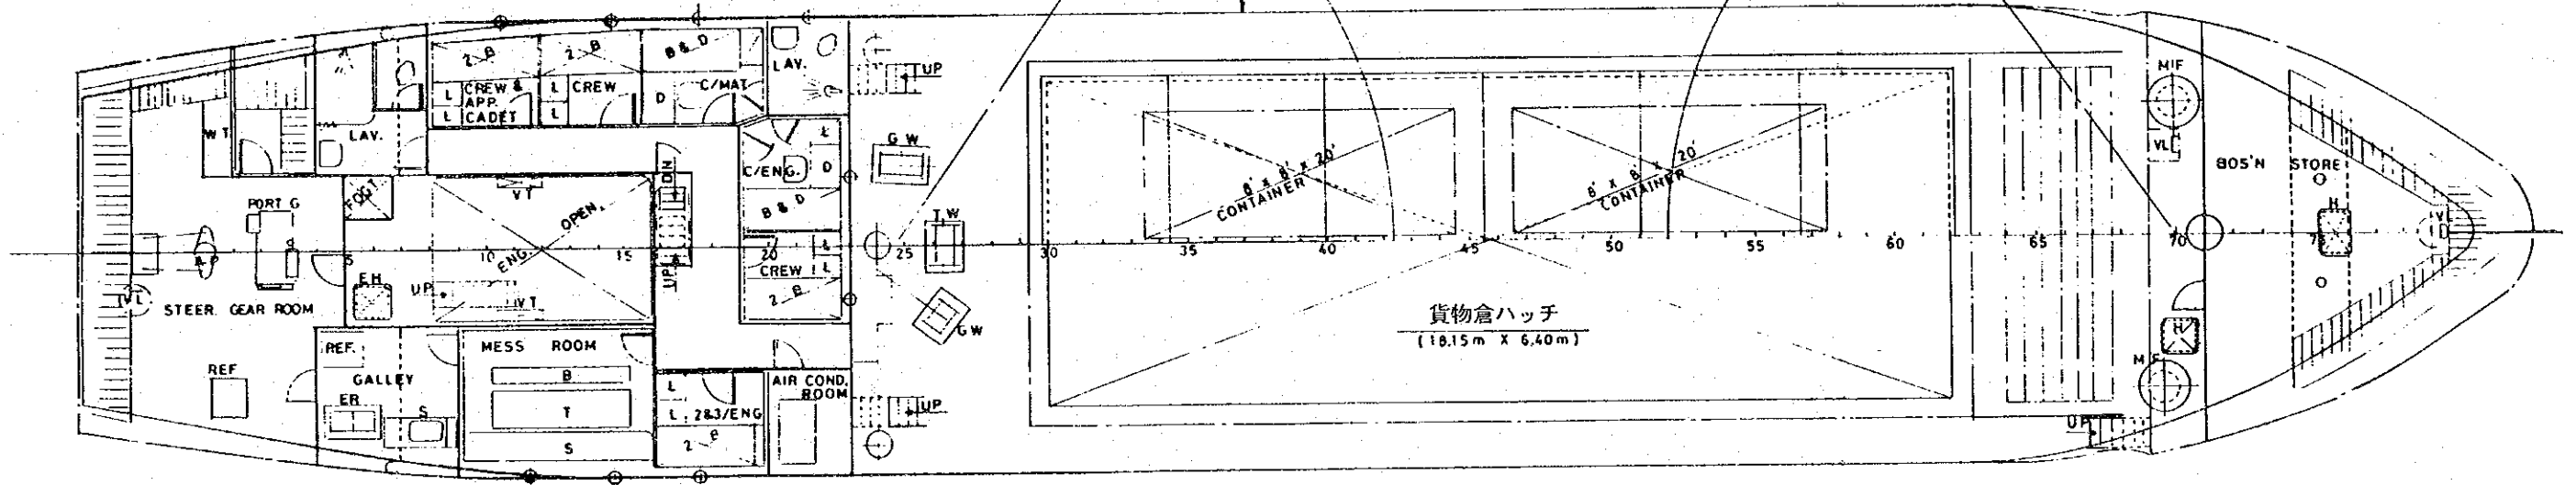 W T
LAV.
2 B
L
L
CREW &
APP.
CADET
2 B
L
L
CREW
B & D
D
C/MAT
LAV.
UP
FOGT
PORT G
S
A P
VL
STEER. GEAR ROOM
REF
EH
UP
VT
ENG. OPEN.
VT
DN
UP
C/ENG.
L
D
B & D
CREW
L
L
2 B
G W
T W
G W
REF.
GALLEY
ER
S
MESS ROOM
B
T
S
L
L
2&3/ENG
2 B
AIR COND.
ROOM
UP
8' X 8' X 20'
CONTAINER
8' X 8' X 20'
CONTAINER
10
15
20
25
30
35
40
45
50
55
60
65
70
75
貨物倉ハッチ
(18.15m X 6.40m)
M F
VL
BOS'N STORE
H
V
D
H
M F
UP